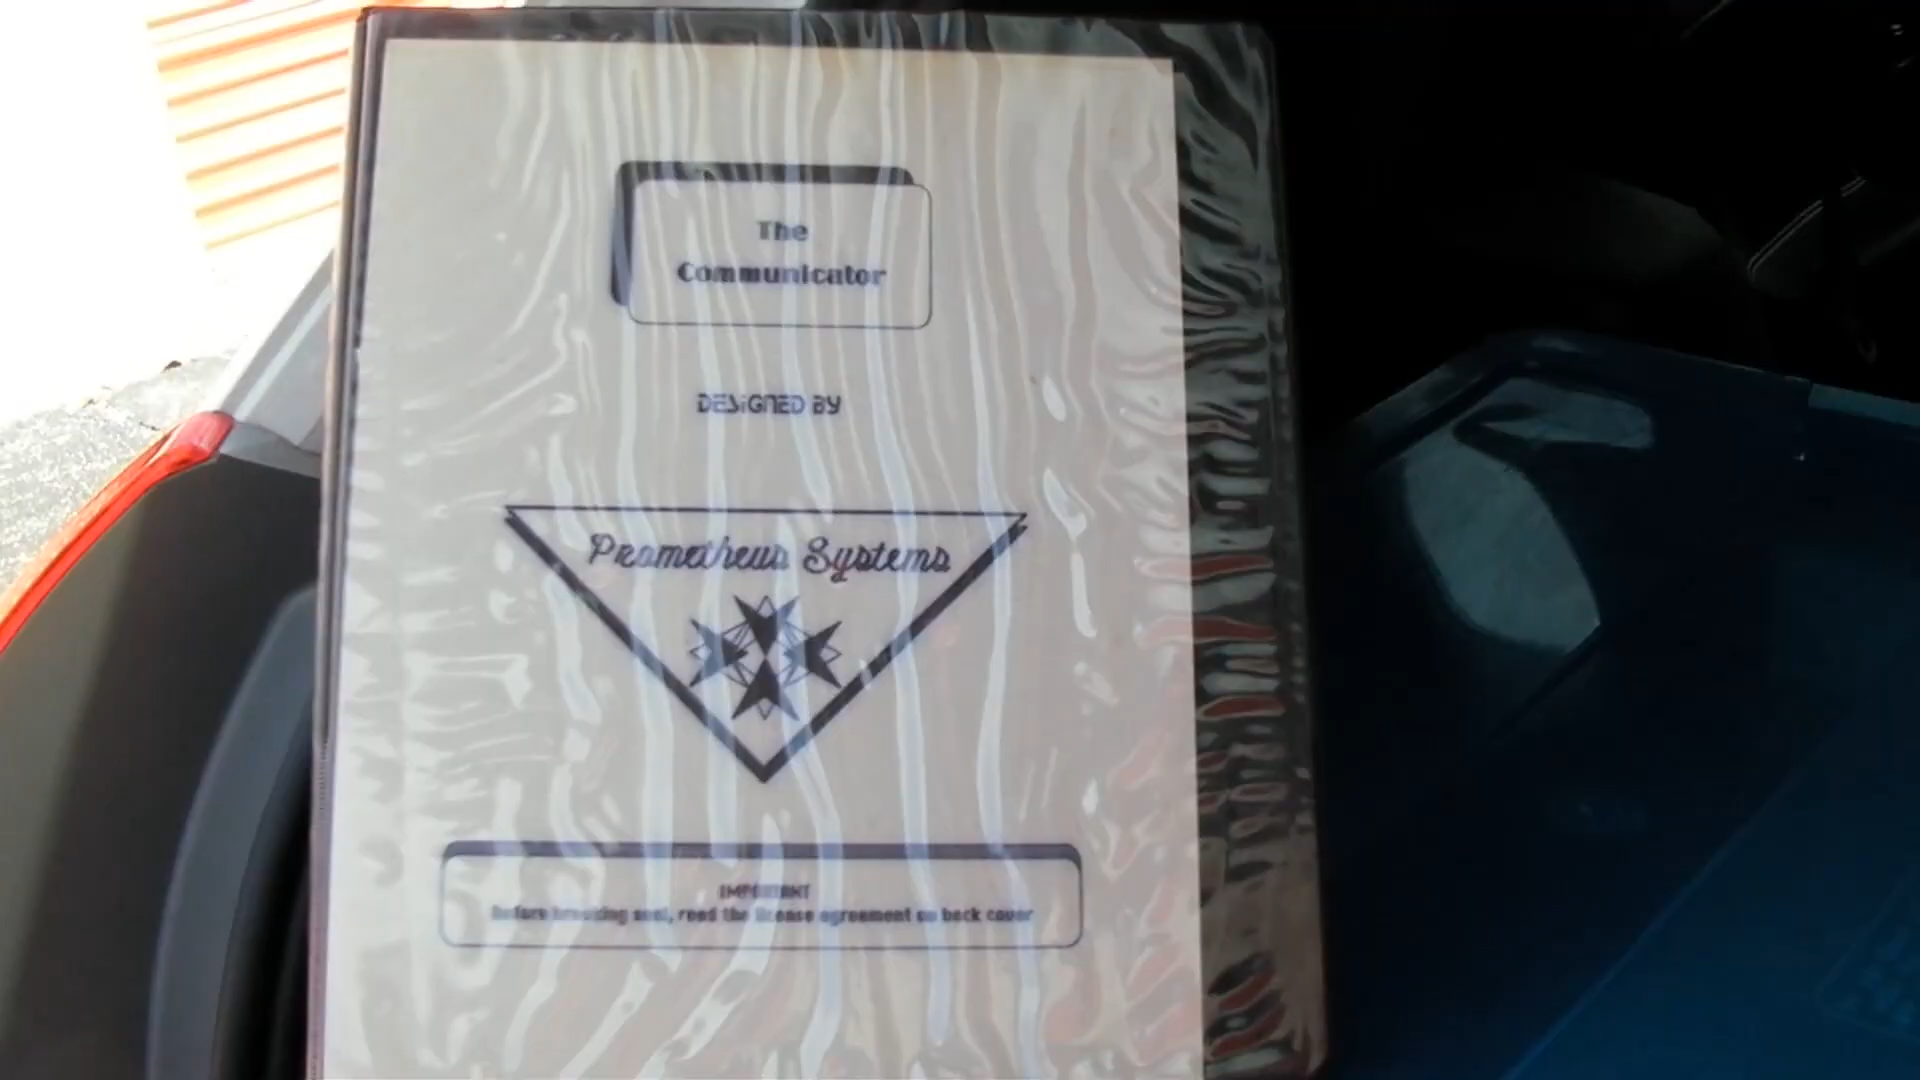 The
Communicator
DESIGNED BY
Prometheus Systems
IMPORTANT
Before breaking seal, read the license agreement on back cover